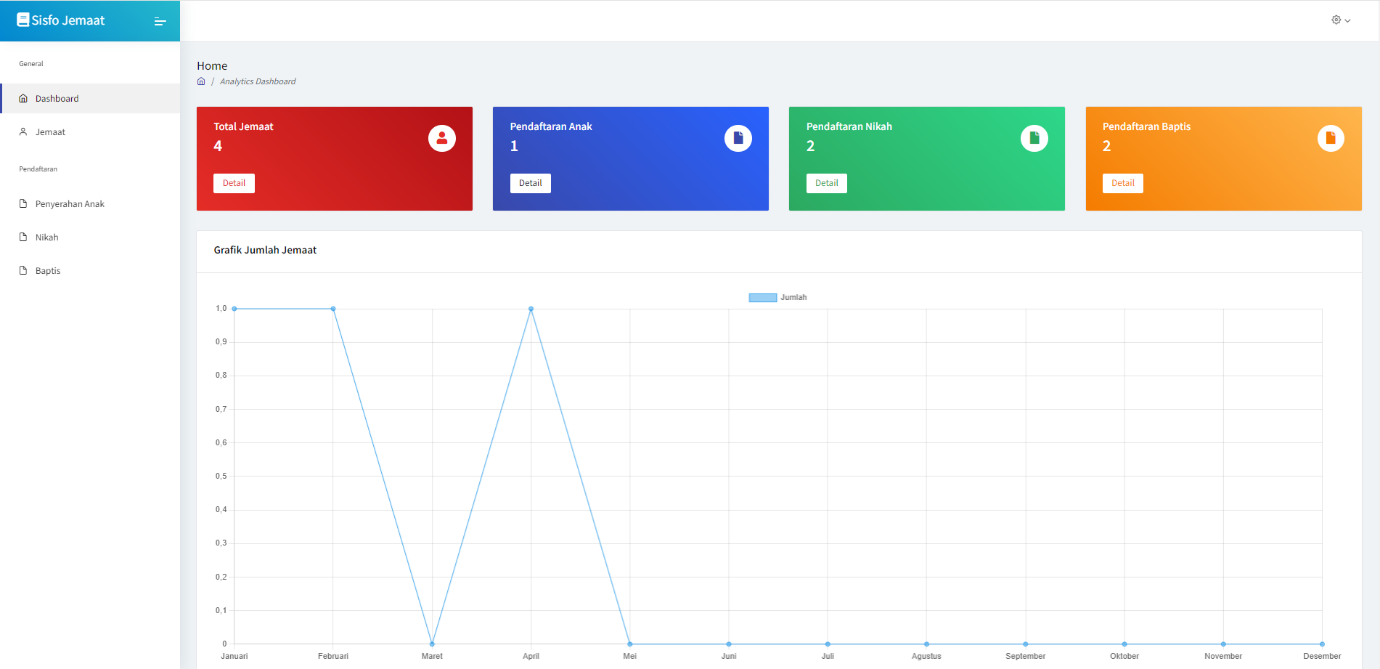 Sisfo Jemaat
General
Dashboard
Jemaat
Pendaftaran
Penyerahan Anak
Nikah
Baptis
Home
/ Analytics Dashboard
Total Jemaat
4
Detail
Pendaftaran Anak
1
Detail
Pendaftaran Nikah
2
Detail
Pendaftaran Baptis
2
Detail
Grafik Jumlah Jemaat
Jumlah
1,0
0,9
0,8
0,7
0,6
0,5
0,4
0,3
0,2
0,1
0
Januari Februari Maret April Mei Juni Juli Agustus September Oktober November Desember